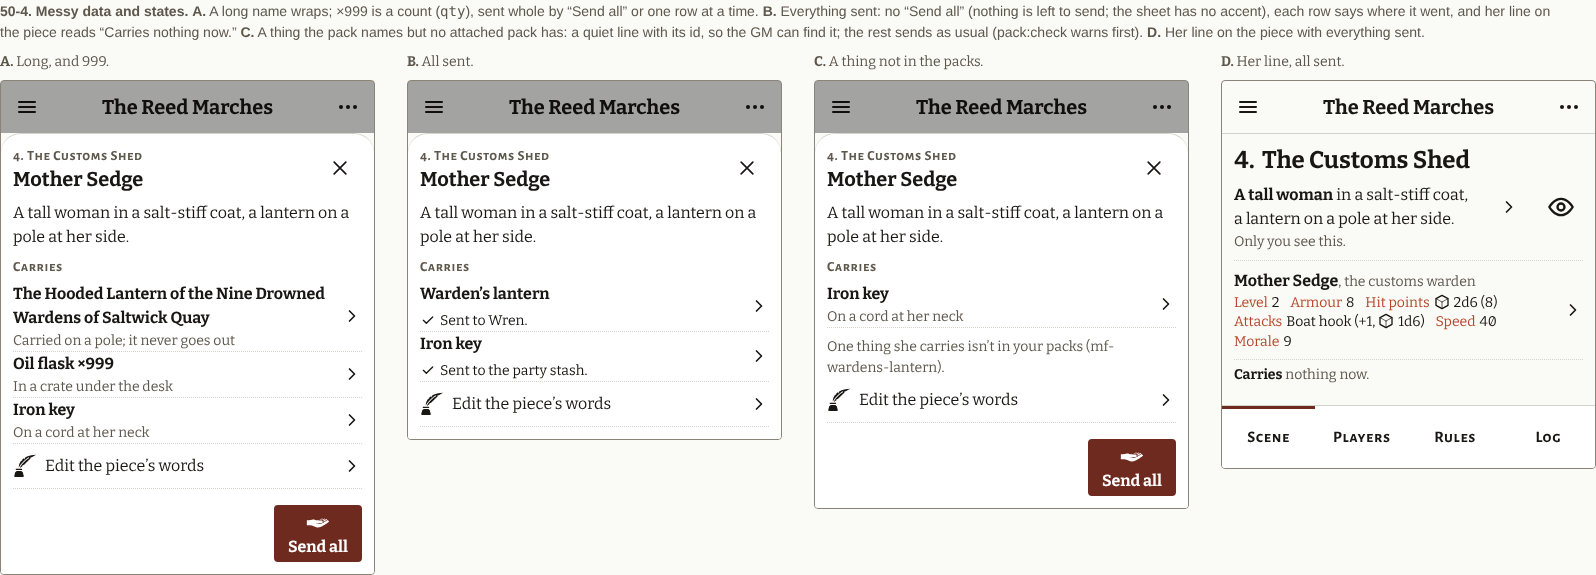 50-4. Messy data and states. A. A long name wraps; ×999 is a count (qty), sent whole by “Send all” or one row at a time. B. Everything sent: no “Send all” (nothing is left to send; the sheet has no accent), each row says where it went, and her line on
the piece reads “Carries nothing now.” C. A thing the pack names but no attached pack has: a quiet line with its id, so the GM can find it; the rest sends as usual (pack:check warns first). D. Her line on the piece with everything sent.
A. Long, and 999.
The Reed Marches
4. The Customs Shed
Mother Sedge
A tall woman in a salt-stiff coat, a lantern on a
pole at her side.
Carries
The Hooded Lantern of the Nine Drowned
Wardens of Saltwick Quay
Carried on a pole; it never goes out
Oil flask ×999
In a crate under the desk
Iron key
On a cord at her neck
Edit the piece’s words
Send all
B. All sent.
The Reed Marches
4. The Customs Shed
Mother Sedge
A tall woman in a salt-stiff coat, a lantern on a
pole at her side.
Carries
Warden’s lantern
Sent to Wren.
Iron key
Sent to the party stash.
Edit the piece’s words
C. A thing not in the packs.
The Reed Marches
4. The Customs Shed
Mother Sedge
A tall woman in a salt-stiff coat, a lantern on a
pole at her side.
Carries
Iron key
On a cord at her neck
One thing she carries isn’t in your packs (mf-
wardens-lantern).
Edit the piece’s words
Send all
D. Her line, all sent.
The Reed Marches
4. The Customs Shed
A tall woman in a salt-stiff coat,
a lantern on a pole at her side.
Only you see this.
Mother Sedge, the customs warden
Level 2 Armour 8 Hit points 2d6 (8)
Attacks Boat hook (+1, 1d6) Speed 40
Morale 9
Carries nothing now.
Scene Players Rules Log